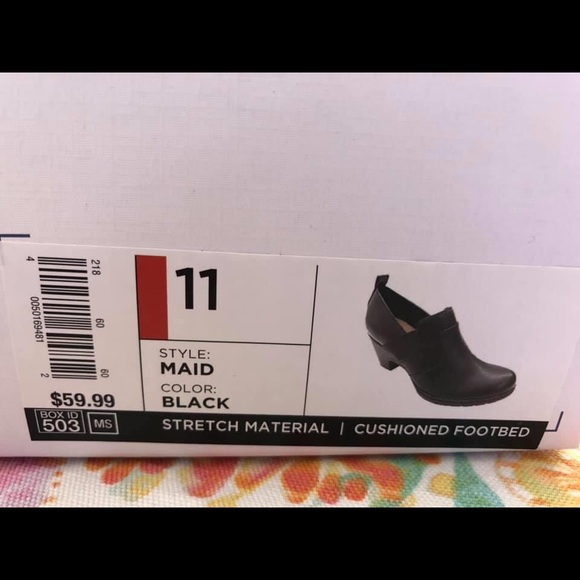 11
STYLE:
MAID
COLOR:
BLACK
218 60 60
4 0050169481 2
$59.99
BOX ID
503 MS
STRETCH MATERIAL | CUSHIONED FOOTBED